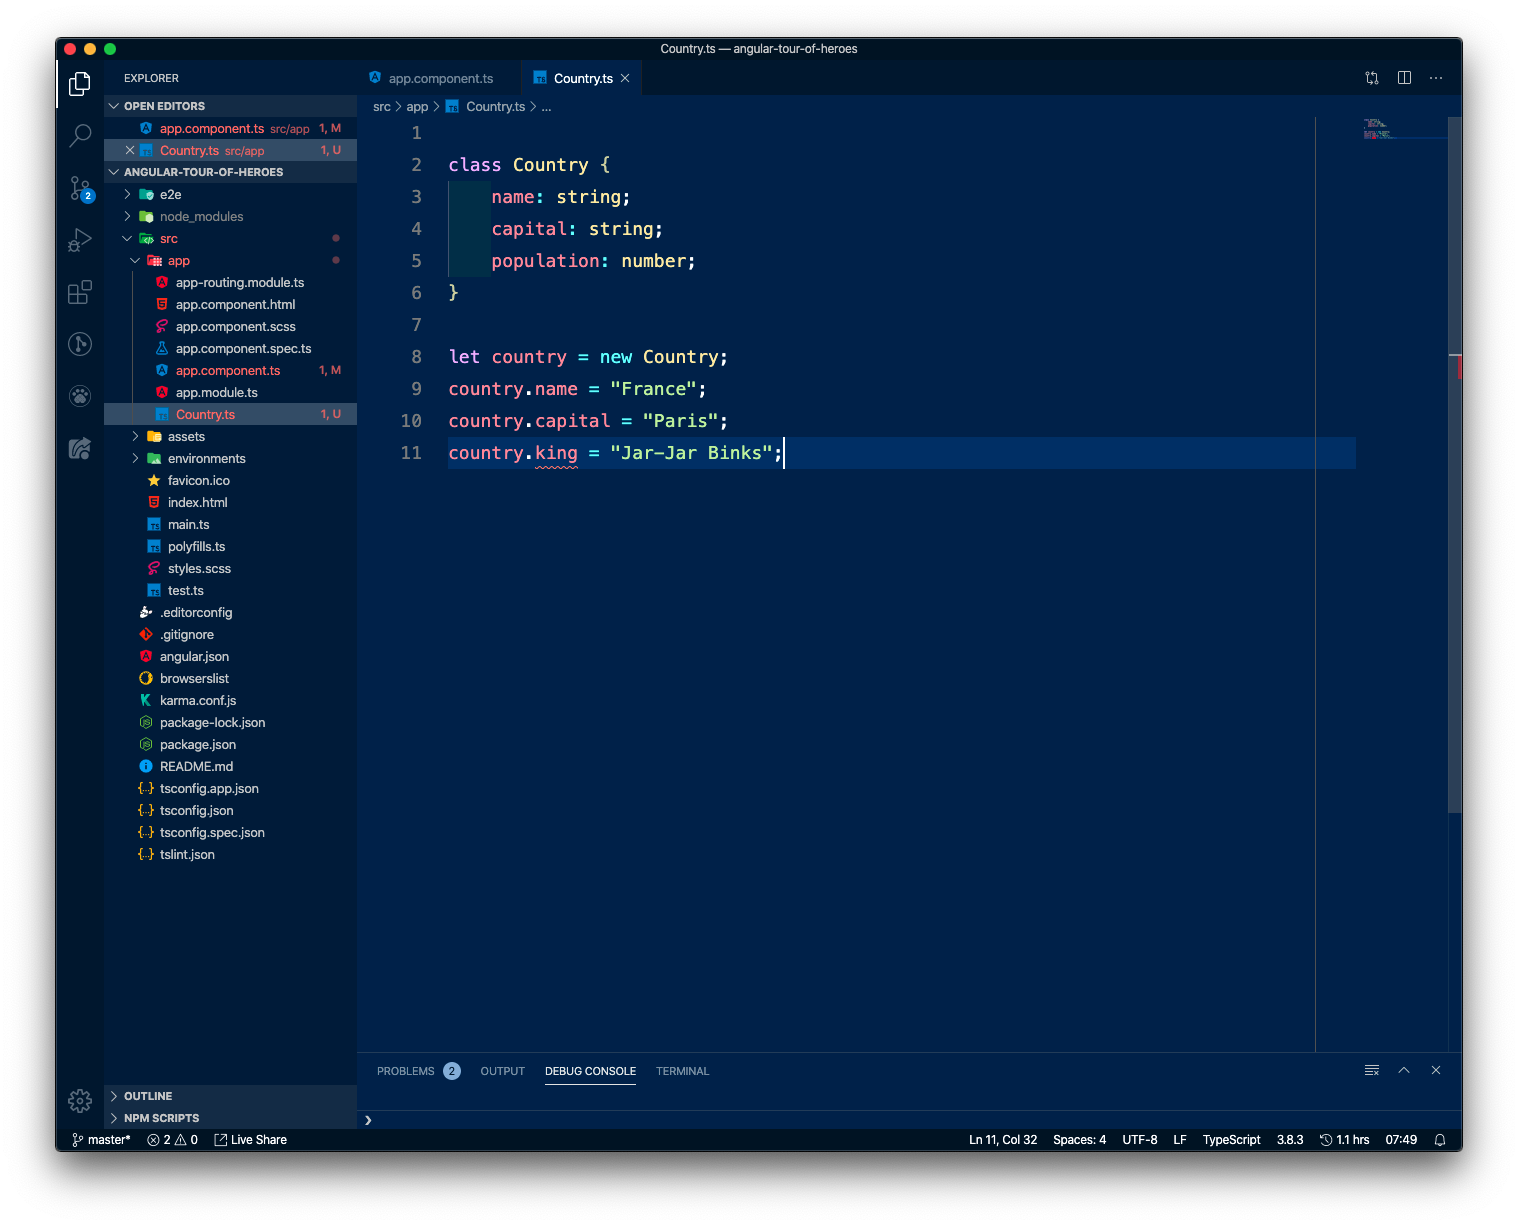 Country.ts — angular-tour-of-heroes
EXPLORER
OPEN EDITORS
app.component.ts src/app 1, M
Country.ts src/app 1, U
ANGULAR-TOUR-OF-HEROES
e2e
node_modules
src
app
app-routing.module.ts
app.component.html
app.component.scss
app.component.spec.ts
app.component.ts 1, M
app.module.ts
Country.ts 1, U
assets
environments
favicon.ico
index.html
main.ts
polyfills.ts
styles.scss
test.ts
.editorconfig
.gitignore
angular.json
browserslist
karma.conf.js
package-lock.json
package.json
README.md
tsconfig.app.json
tsconfig.json
tsconfig.spec.json
tslint.json
OUTLINE
NPM SCRIPTS
2
app.component.ts Country.ts
src > app > Country.ts > ...
1
2 class Country {
3 name: string;
4 capital: string;
5 population: number;
6 }
7
8 let country = new Country;
9 country.name = "France";
10 country.capital = "Paris";
11 country.king = "Jar-Jar Binks";
PROBLEMS 2 OUTPUT DEBUG CONSOLE TERMINAL
master* 2 0 Live Share Ln 11, Col 32 Spaces: 4 UTF-8 LF TypeScript 3.8.3 1.1 hrs 07:49